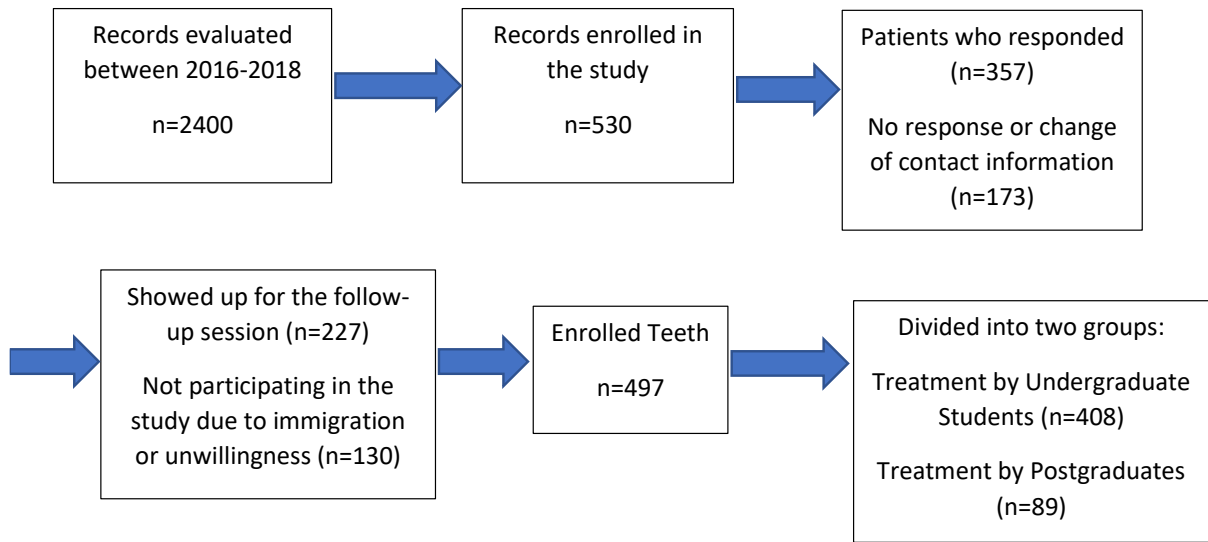 Records evaluated
between 2016-2018
n=2400
Records enrolled in
the study
n=530
Patients who responded
(n=357)
No response or change
of contact information
(n=173)
Showed up for the follow-
up session (n=227)
Not participating in the
study due to immigration
or unwillingness (n=130)
Enrolled Teeth
n=497
Divided into two groups:
Treatment by Undergraduate
Students (n=408)
Treatment by Postgraduates
(n=89)